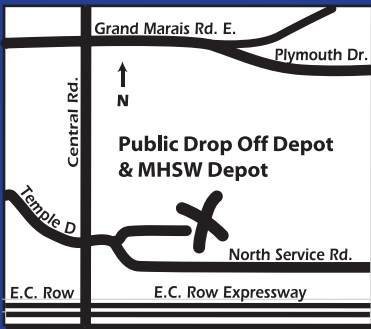 Grand Marais Rd. E.
Plymouth Dr.
Central Rd.
N
Public Drop Off Depot
& MHSW Depot
Temple D
North Service Rd.
E.C. Row
E.C. Row Expressway